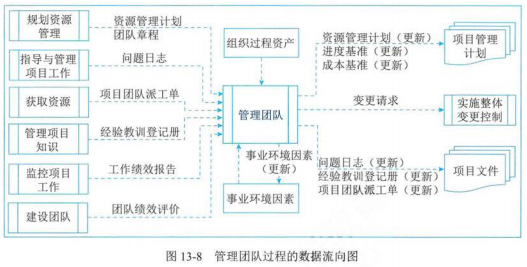 规划资源
管理
资源管理计划
团队章程
指导与管理
项目工作
问题日志
获取资源
项目团队派工单
管理项目
知识
经验教训登记册
监控项目
工作
工作绩效报告
建设团队
团队绩效评价
组织过程资产
管理团队
事业环境因素
（更新）
事业环境因素
资源管理计划（更新）
进度基准（更新）
成本基准（更新）
项目管理
计划
变更请求
实施整体
变更控制
问题日志（更新）
经验教训登记册（更新）
项目团队派工单（更新）
项目文件
图 13-8 管理团队过程的数据流向图